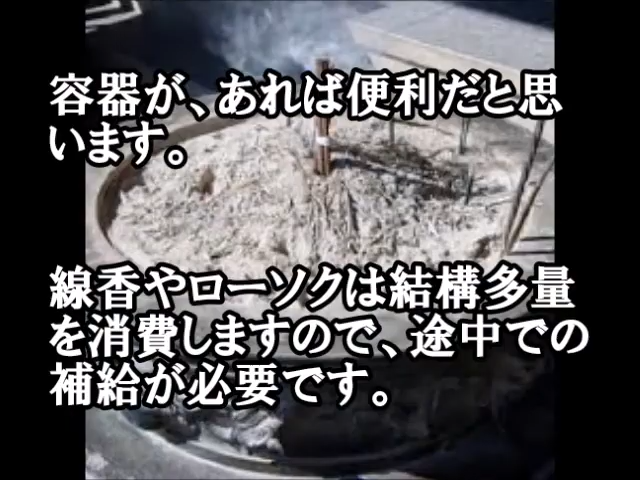 容器が、あれば便利だと思
います。
線香やローソクは結構多量
を消費しますので、途中での
補給が必要です。